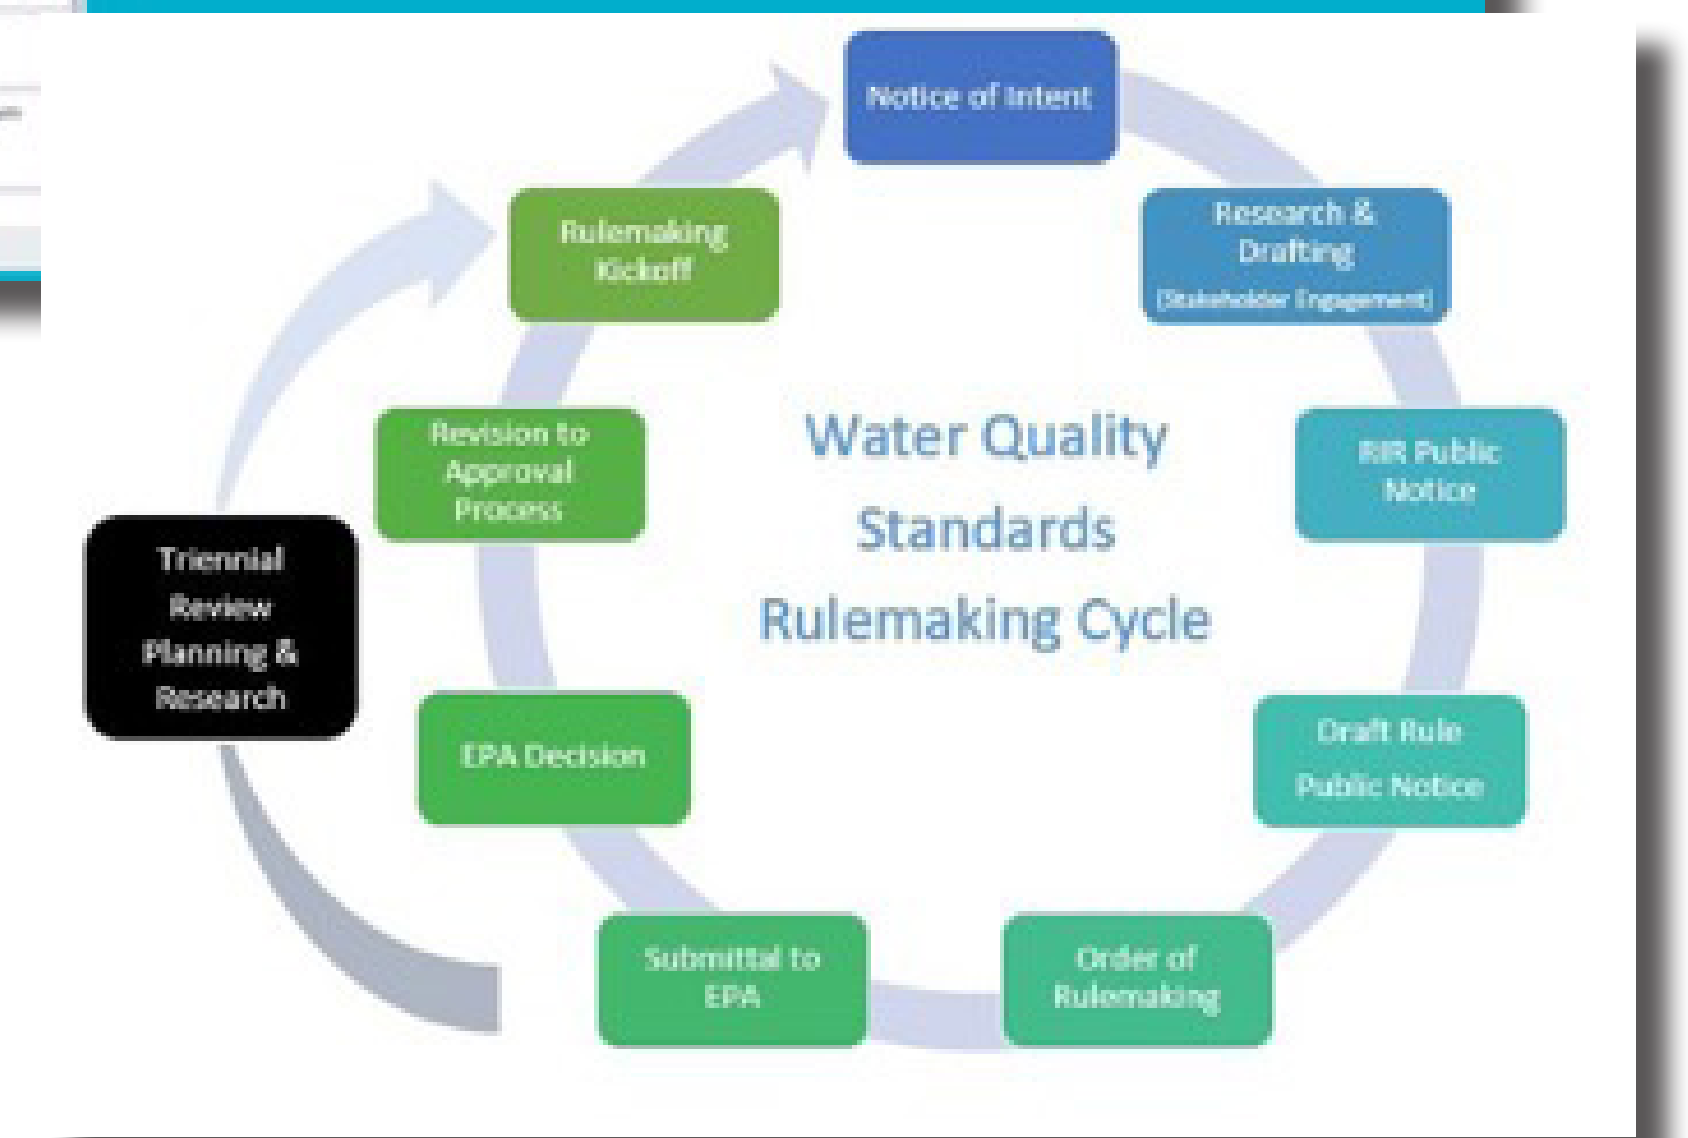 Notice of Intent
Research &
Drafting
(Stakeholder Engagement)
RIR Public
Notice
Draft Rule
Public Notice
Order of
Rulemaking
Submittal to
EPA
EPA Decision
Revision to
Approval
Process
Rulemaking
Kickoff
Triennial
Review
Planning &
Research
Water Quality
Standards
Rulemaking Cycle